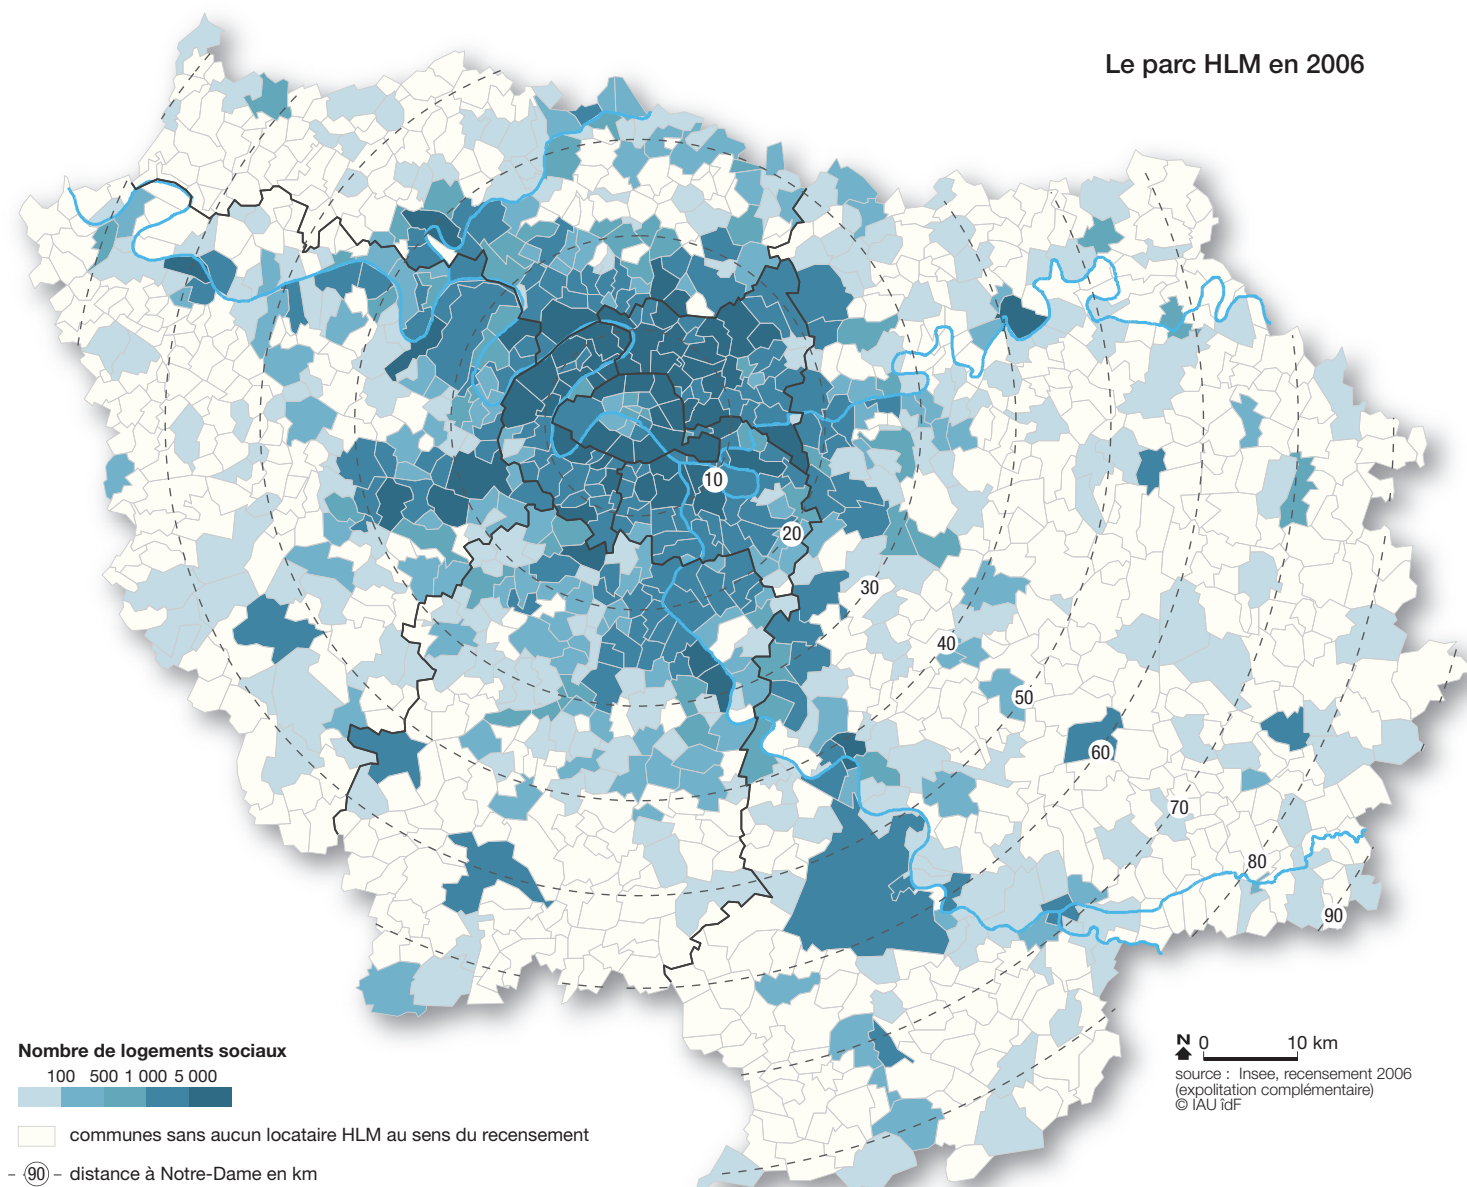 Le parc HLM en 2006
10
20
30
40
50
60
70
80
90
Nombre de logements sociaux
100 500 1 000 5 000
communes sans aucun locataire HLM au sens du recensement
90 distance à Notre-Dame en km
N 0 10 km
source : Insee, recensement 2006
(expolitation complémentaire)
© IAU îdF